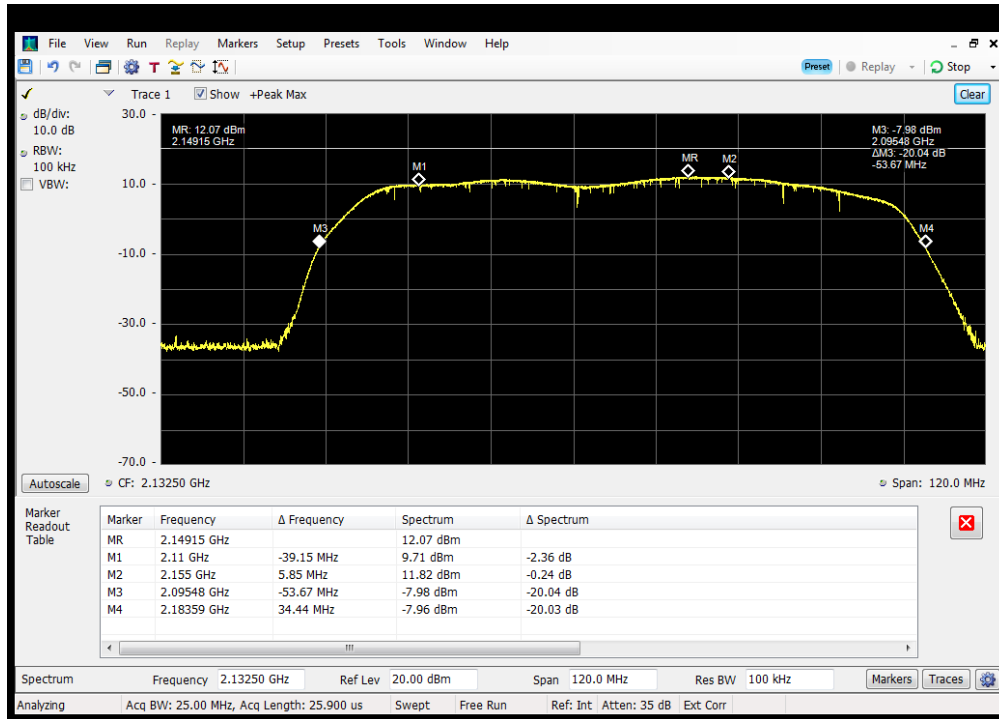 File View Run Replay Markers Setup Presets Tools Window Help
T Preset Replay Stop
Trace 1 Show +Peak Max Clear
dB/div:
10.0 dB
RBW:
100 kHz
VBW:
30.0 -
10.0 -
-10.0 -
-30.0 -
-50.0 -
-70.0 -
MR: 12.07 dBm
2.14915 GHz
M3: -7.98 dBm
2.09548 GHz
ΔM3: -20.04 dB
-53.67 MHz
M1
MR
M2
M3
M4
Autoscale CF: 2.13250 GHz Span: 120.0 MHz
Marker
Readout
Table
Marker Frequency Δ Frequency Spectrum Δ Spectrum
MR 2.14915 GHz 12.07 dBm
M1 2.11 GHz -39.15 MHz 9.71 dBm -2.36 dB
M2 2.155 GHz 5.85 MHz 11.82 dBm -0.24 dB
M3 2.09548 GHz -53.67 MHz -7.98 dBm -20.04 dB
M4 2.18359 GHz 34.44 MHz -7.96 dBm -20.03 dB
Spectrum Frequency 2.13250 GHz Ref Lev 20.00 dBm Span 120.0 MHz Res BW 100 kHz Markers Traces
Analyzing Acq BW: 25.00 MHz, Acq Length: 25.900 us Swept Free Run Ref: Int Atten: 35 dB Ext Corr